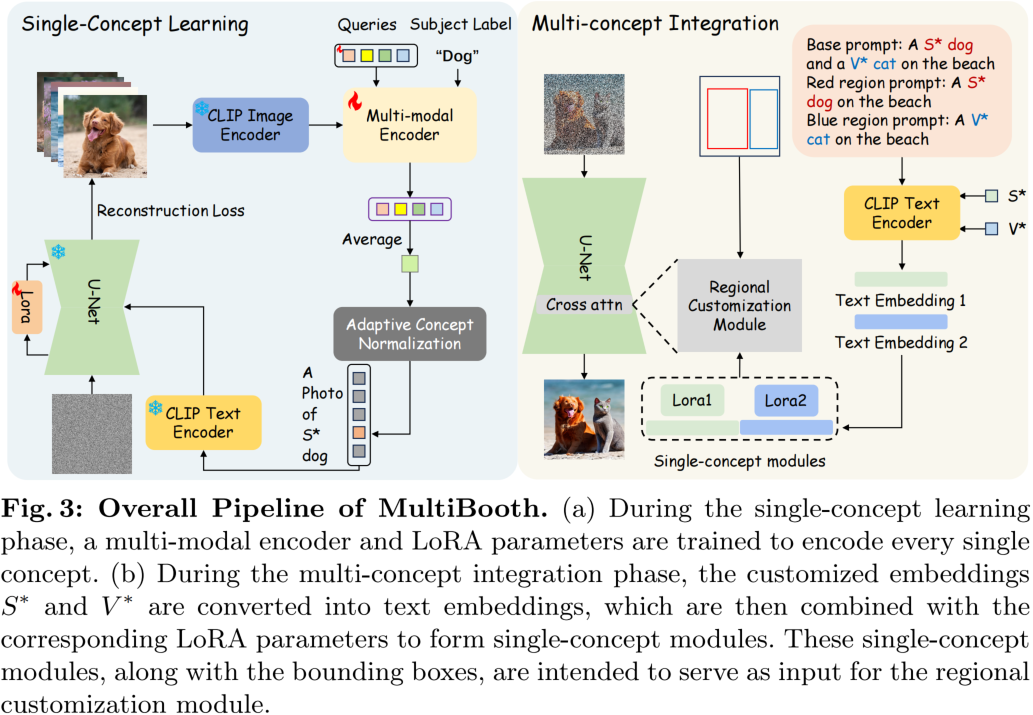 Single-Concept Learning
Queries
Subject Label
"Dog"
CLIP Image
Encoder
Multi-modal
Encoder
Reconstruction Loss
Average
U-Net
Lora
Adaptive Concept
Normalization
CLIP Text
Encoder
A
Photo
of
S*
dog
Multi-concept Integration
Base prompt: A S* dog
and a V* cat on the beach
Red region prompt: A S*
dog on the beach
Blue region prompt: A V*
cat on the beach
CLIP Text
Encoder
S*
V*
U-Net
Cross attn
Regional
Customization
Module
Text Embedding 1
Text Embedding 2
Lora1
Lora2
Single-concept modules
Fig. 3: Overall Pipeline of MultiBooth. (a) During the single-concept learning
phase, a multi-modal encoder and LoRA parameters are trained to encode every single
concept. (b) During the multi-concept integration phase, the customized embeddings
S* and V* are converted into text embeddings, which are then combined with the
corresponding LoRA parameters to form single-concept modules. These single-concept
modules, along with the bounding boxes, are intended to serve as input for the regional
customization module.